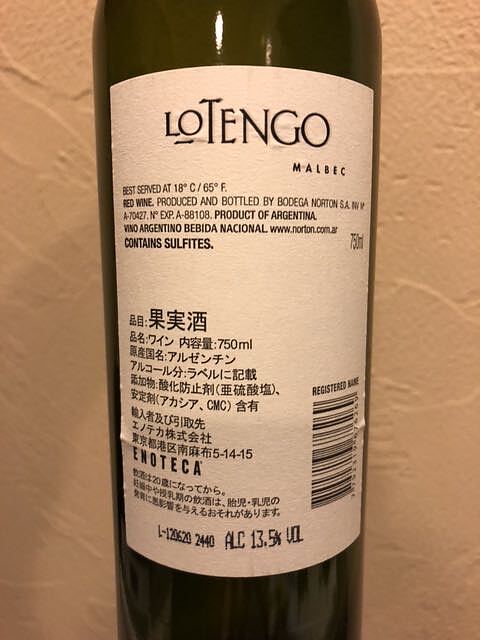 LOTENGO
MALBEC
BEST SERVED AT 18° C / 65° F.
RED WINE. PRODUCED AND BOTTLED BY BODEGA NORTON S.A. INV Nº
A-70427. Nº EXP. A-88108. PRODUCT OF ARGENTINA.
VINO ARGENTINO BEBIDA NACIONAL. www.norton.com.ar
CONTAINS SULFITES.
750ml
品目:果実酒
品名:ワイン 内容量:750ml
原産国名:アルゼンチン
アルコール分:ラベルに記載
添加物:酸化防止剤(亜硫酸塩)、
安定剤(アカシア、CMC) 含有
輸入者及び引取先
エノテカ株式会社
東京都港区南麻布5-14-15
ENOTECA
REGISTERED NAME
飲酒は20歳になってから。
妊娠中や授乳期の飲酒は、胎児・乳児の
発育に悪影響を与えるおそれがあります。
L-120620 2440 ALC 13.5% VOL